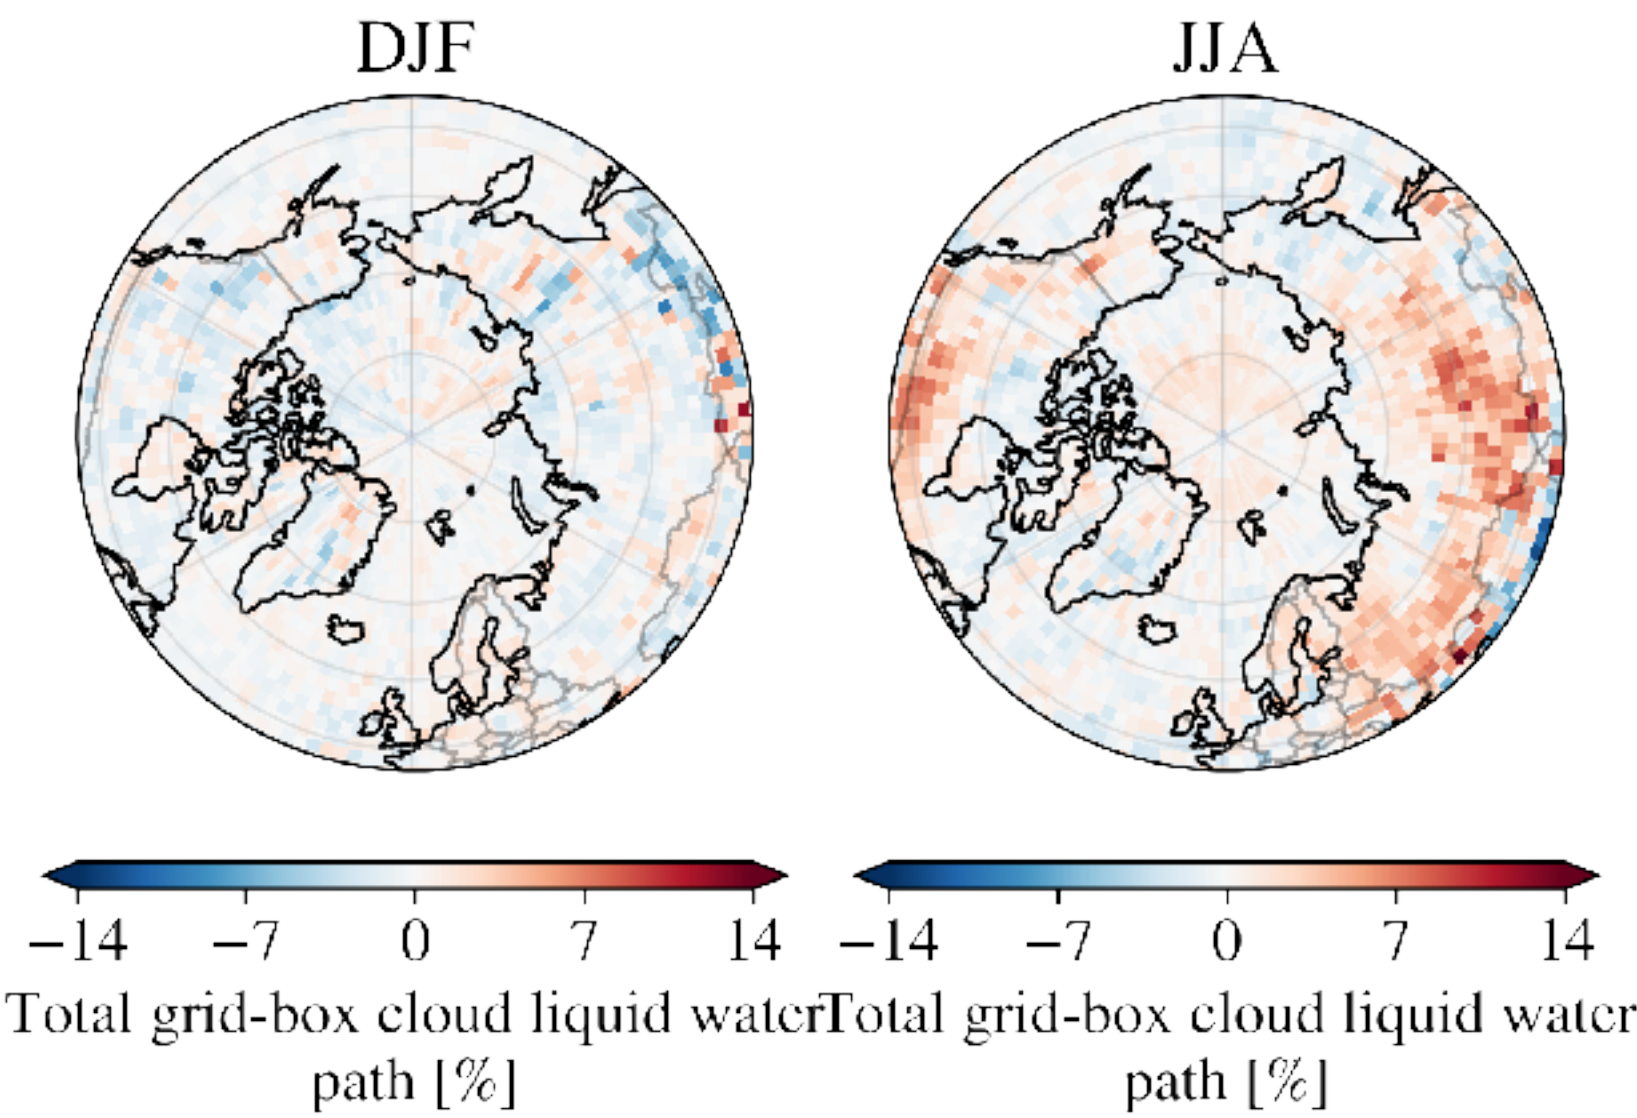 DJF
JJA
−14 −7 0 7 14
−14 −7 0 7 14
Total grid-box cloud liquid water
path [%]
Total grid-box cloud liquid water
path [%]